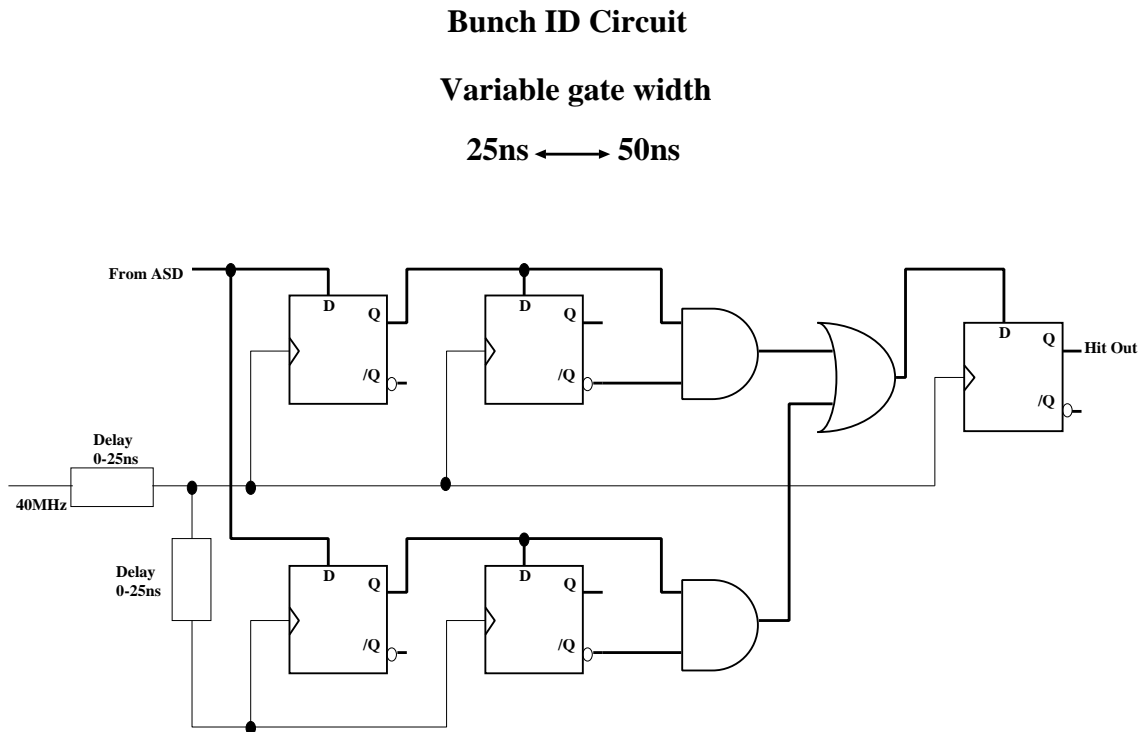 Bunch ID Circuit
Variable gate width
25ns 50ns
From ASD
D
Q
/Q
D
Q
/Q
D
Q
/Q
Hit Out
Delay
0-25ns
40MHz
Delay
0-25ns
D
Q
/Q
D
Q
/Q